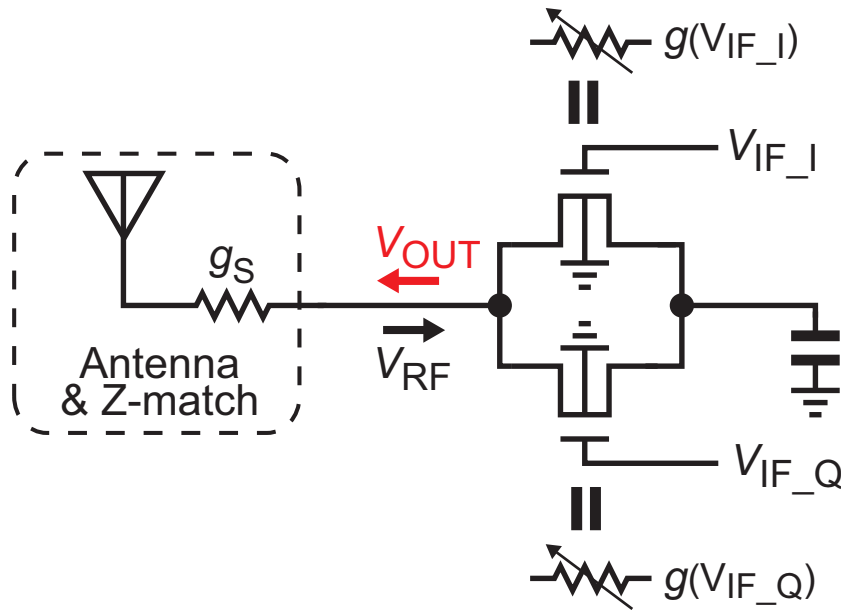 g(VIF_I)
VIF_I
VOUT
gS
VRF
Antenna
& Z-match
VIF_Q
g(VIF_Q)